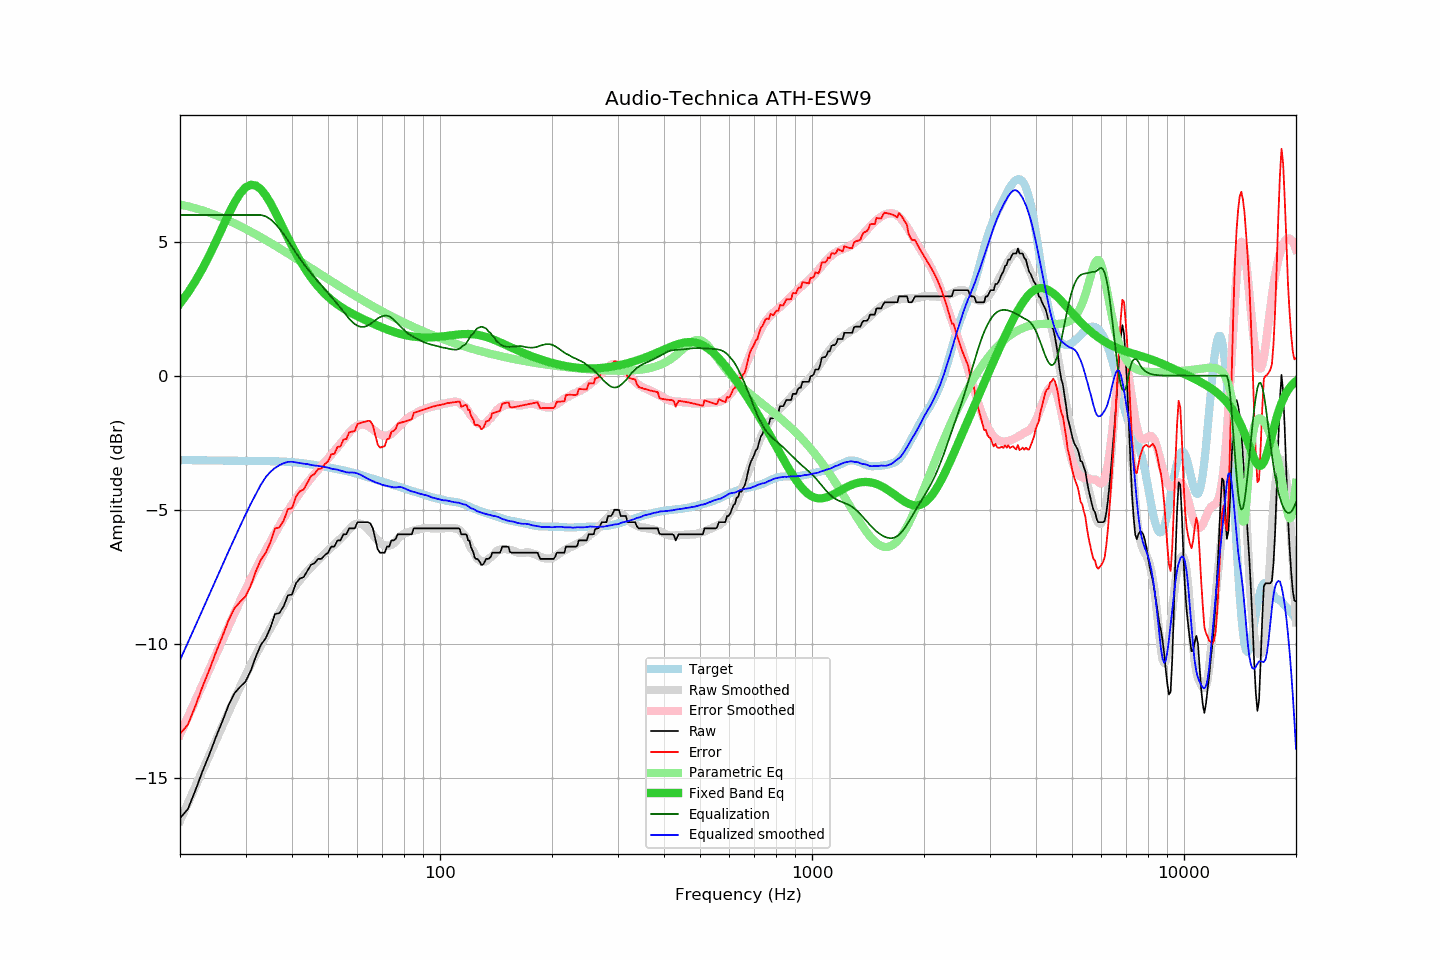 Audio-Technica ATH-ESW9
Amplitude (dBr)
5
0
−5
−10
−15
100
1000
10000
Frequency (Hz)
Target
Raw Smoothed
Error Smoothed
Raw
Error
Parametric Eq
Fixed Band Eq
Equalization
Equalized smoothed